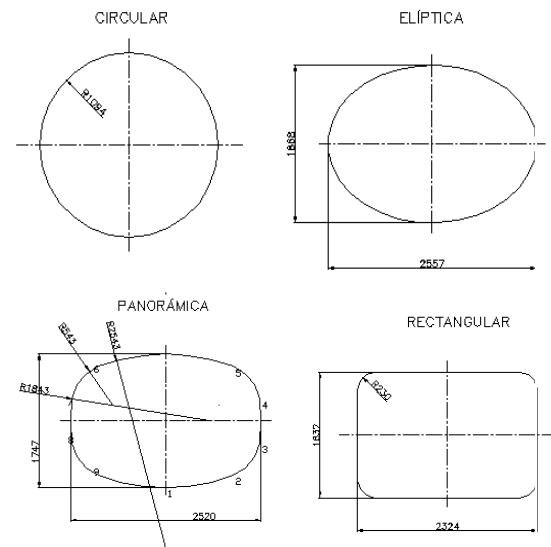 CIRCULAR
ELÍPTICA
R1084
1868
2557
PANORÁMICA
RECTANGULAR
R543
R2543
R1843
1747
2520
1
2
3
4
5
6
7
8
9
R230
1632
2324